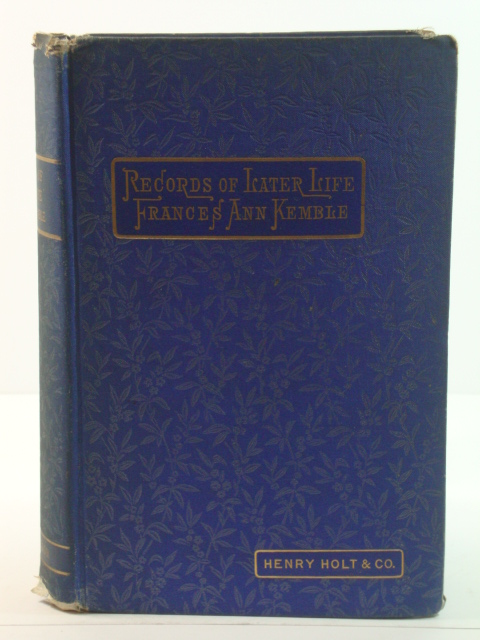 RECORDS OF LATER LIFE
FRANCES ANN KEMBLE
HENRY HOLT & CO.